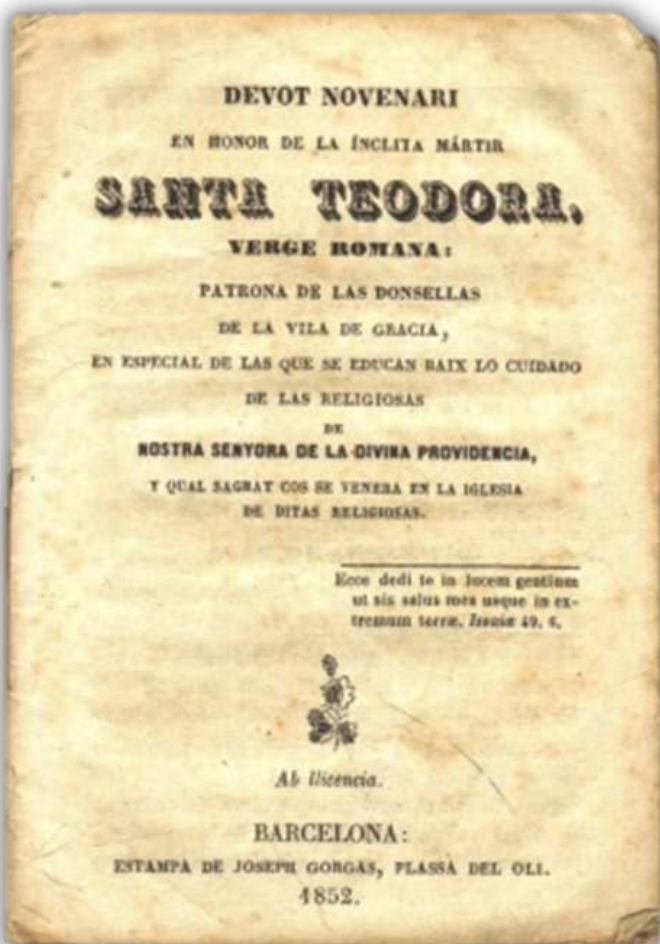 DEVOT NOVENARI
EN HONOR DE LA ÍNCLITA MÁRTIR
SANTA TEODORA,
VERGE ROMANA:
PATRONA DE LAS DONSELLAS
DE LA VILA DE GRACIA,
EN ESPECIAL DE LAS QUE SE EDUCAN BAIX LO CUIDADO
DE LAS RELIGIOSAS
DE
NOSTRA SENYORA DE LA DIVINA PROVIDENCIA,
Y QUAL SAGRAT COS SE VENERA EN LA IGLESIA
DE DITAS RELIGIOSAS.
Ecce dedi te in lucem gentium
ut sis salus mea usque in ex-
tremum terræ. Isaiæ 49. 6.
Ab llicencia.
BARCELONA:
ESTAMPA DE JOSEPH GORGAS, PLASSA DEL OLI.
1852.